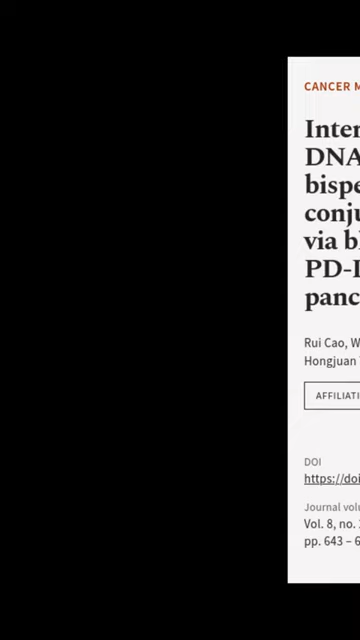 CANCER M
Inter
DNA
bispe
conju
via b
PD-
panc
Rui Cao, W
Hongjuan
AFFILIATI
DOI
https://doi
Journal volu
Vol. 8, no.
pp. 643 – 6